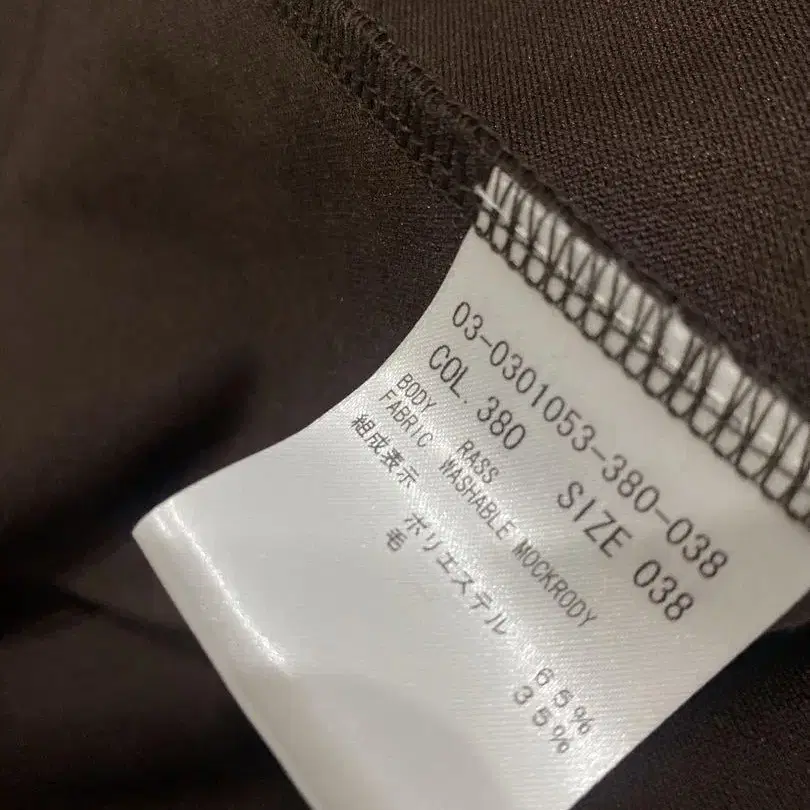 03-0301053-380-038
COL. 380 SIZE 038
BODY RASS
FABRIC WASHABLE MOCKRODY
組成表示 ポリエステル 65%
毛 35%